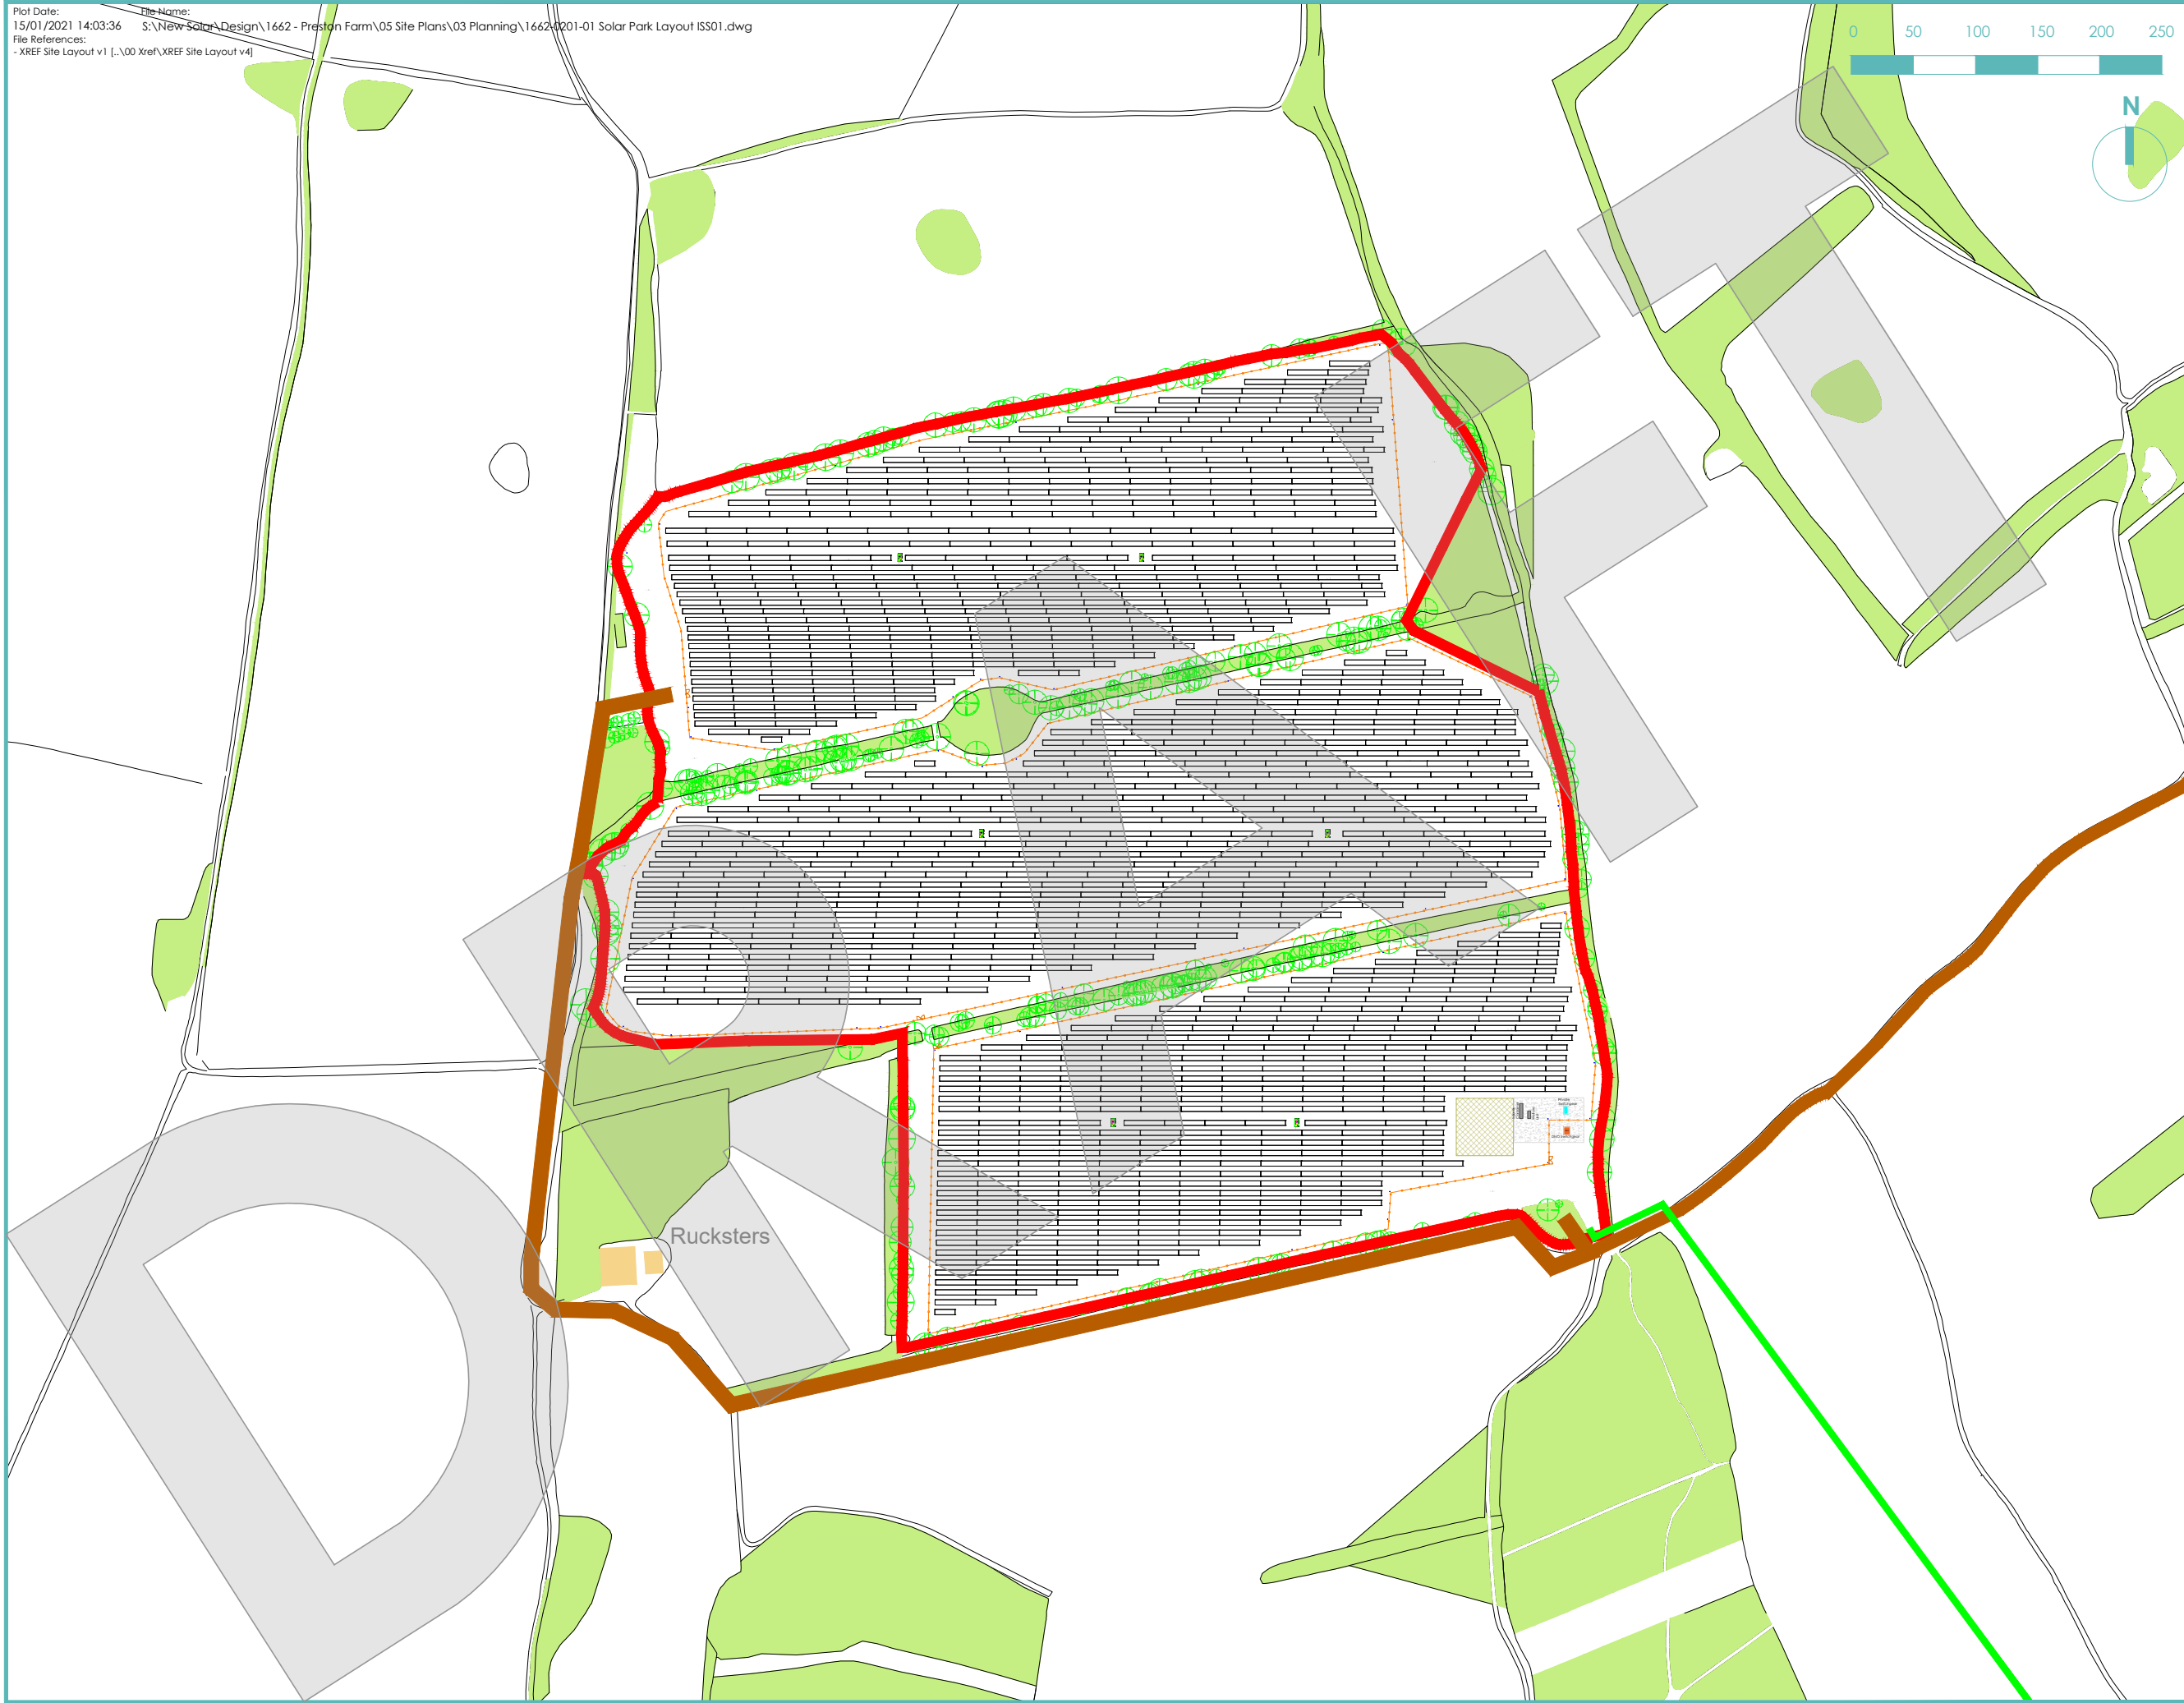 Plot Date: File Name:
15/01/2021 14:03:36 S:\New Solar\Design\1662 - Preston Farm\05 Site Plans\03 Planning\1662-0201-01 Solar Park Layout ISS01.dwg
File References:
- XREF Site Layout v1 [..\00 Xref\XREF Site Layout v4]
0 50 100 150 200 250
N
DRAFT
Rucksters